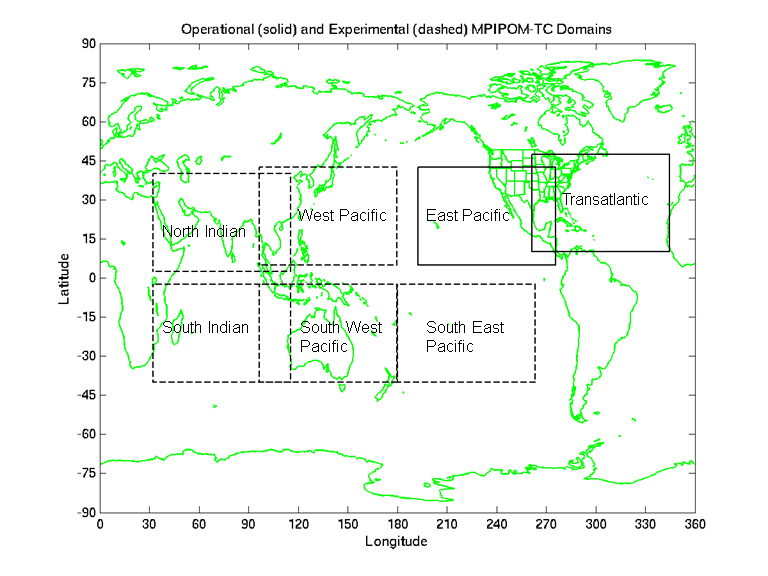 Operational (solid) and Experimental (dashed) MPIPOM-TC Domains
90
75
60
45
30
15
0
-15
-30
-45
-60
-75
-90
Latitude
North Indian
West Pacific
East Pacific
Transatlantic
South Indian
South West
Pacific
South East
Pacific
0 30 60 90 120 150 180 210 240 270 300 330 360
Longitude